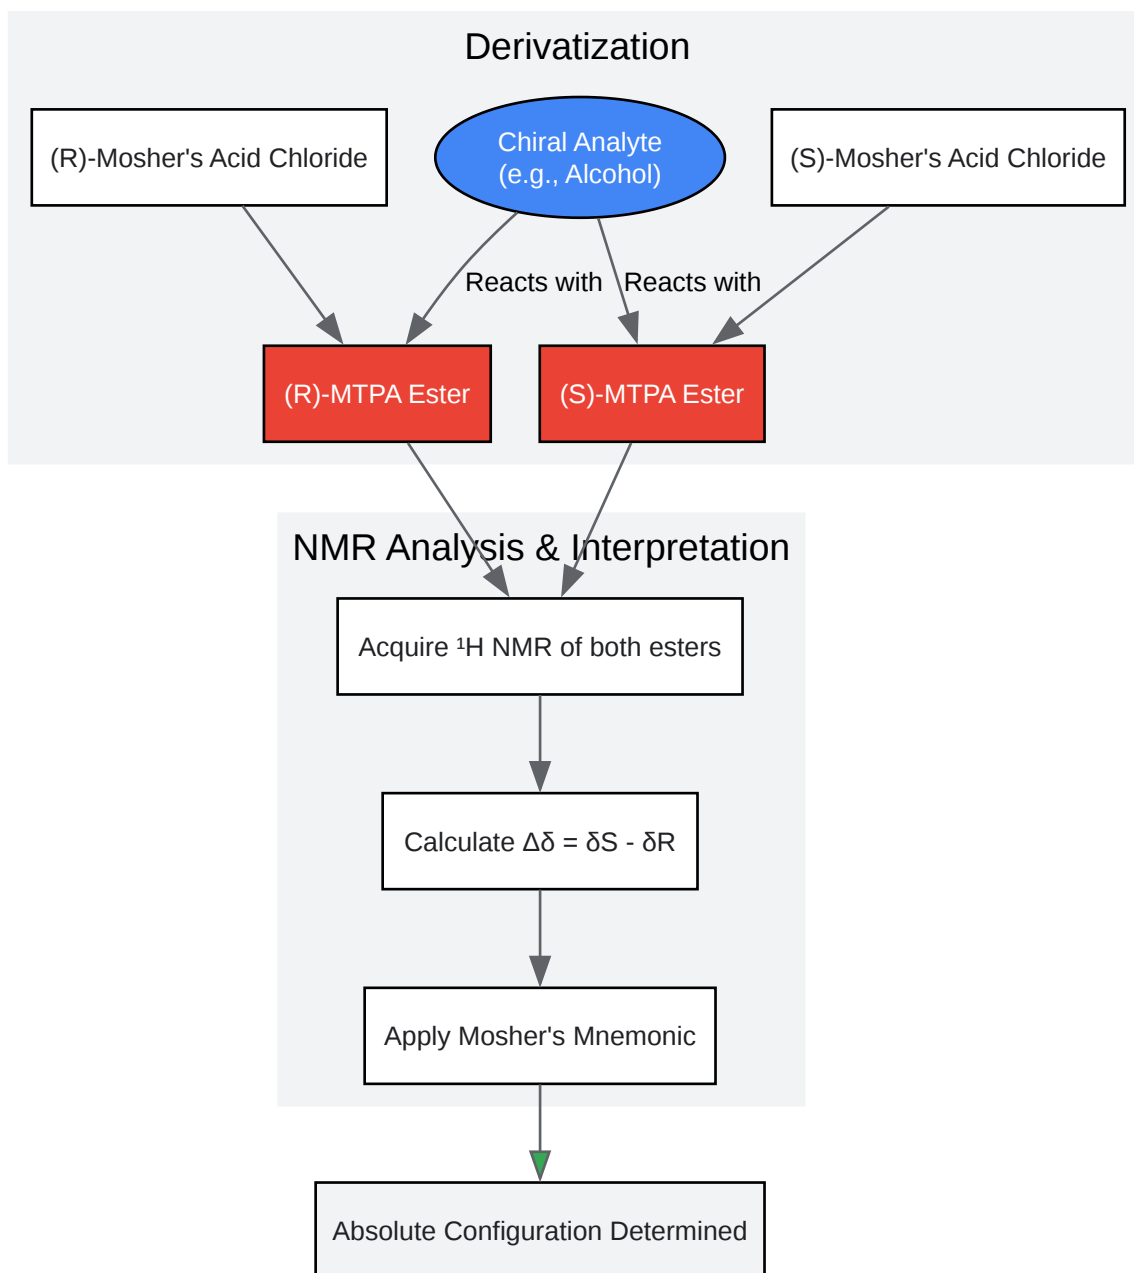 Derivatization
(R)-Mosher's Acid Chloride
Chiral Analyte
(e.g., Alcohol)
(S)-Mosher's Acid Chloride
Reacts with
Reacts with
(R)-MTPA Ester
(S)-MTPA Ester
NMR Analysis & Interpretation
Acquire ¹H NMR of both esters
Calculate Δδ = δS - δR
Apply Mosher's Mnemonic
Absolute Configuration Determined